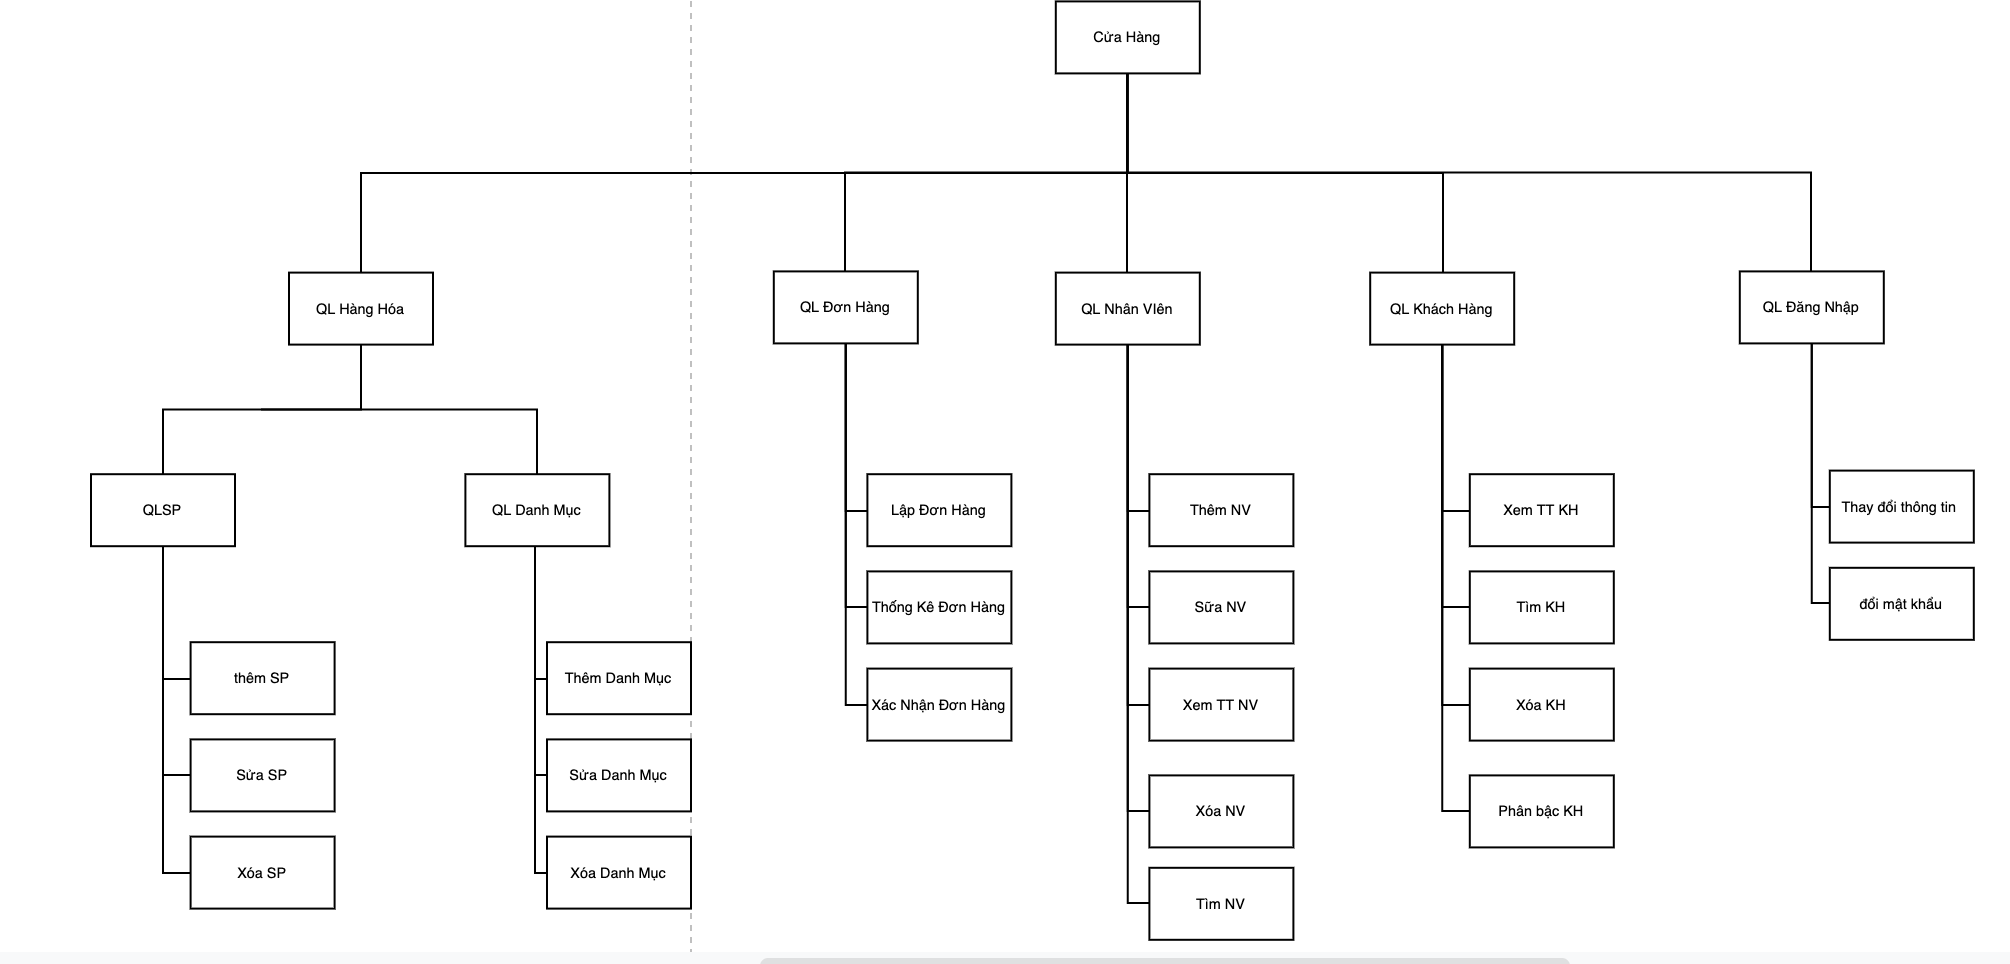 Cửa Hàng
QL Hàng Hóa
QL Đơn Hàng
QL Nhân VIên
QL Khách Hàng
QL Đăng Nhập
QLSP
QL Danh Mục
thêm SP
Sửa SP
Xóa SP
Thêm Danh Mục
Sửa Danh Mục
Xóa Danh Mục
Lập Đơn Hàng
Thống Kê Đơn Hàng
Xác Nhận Đơn Hàng
Thêm NV
Sữa NV
Xem TT NV
Xóa NV
Tìm NV
Xem TT KH
Tìm KH
Xóa KH
Phân bậc KH
Thay đổi thông tin
đổi mật khẩu